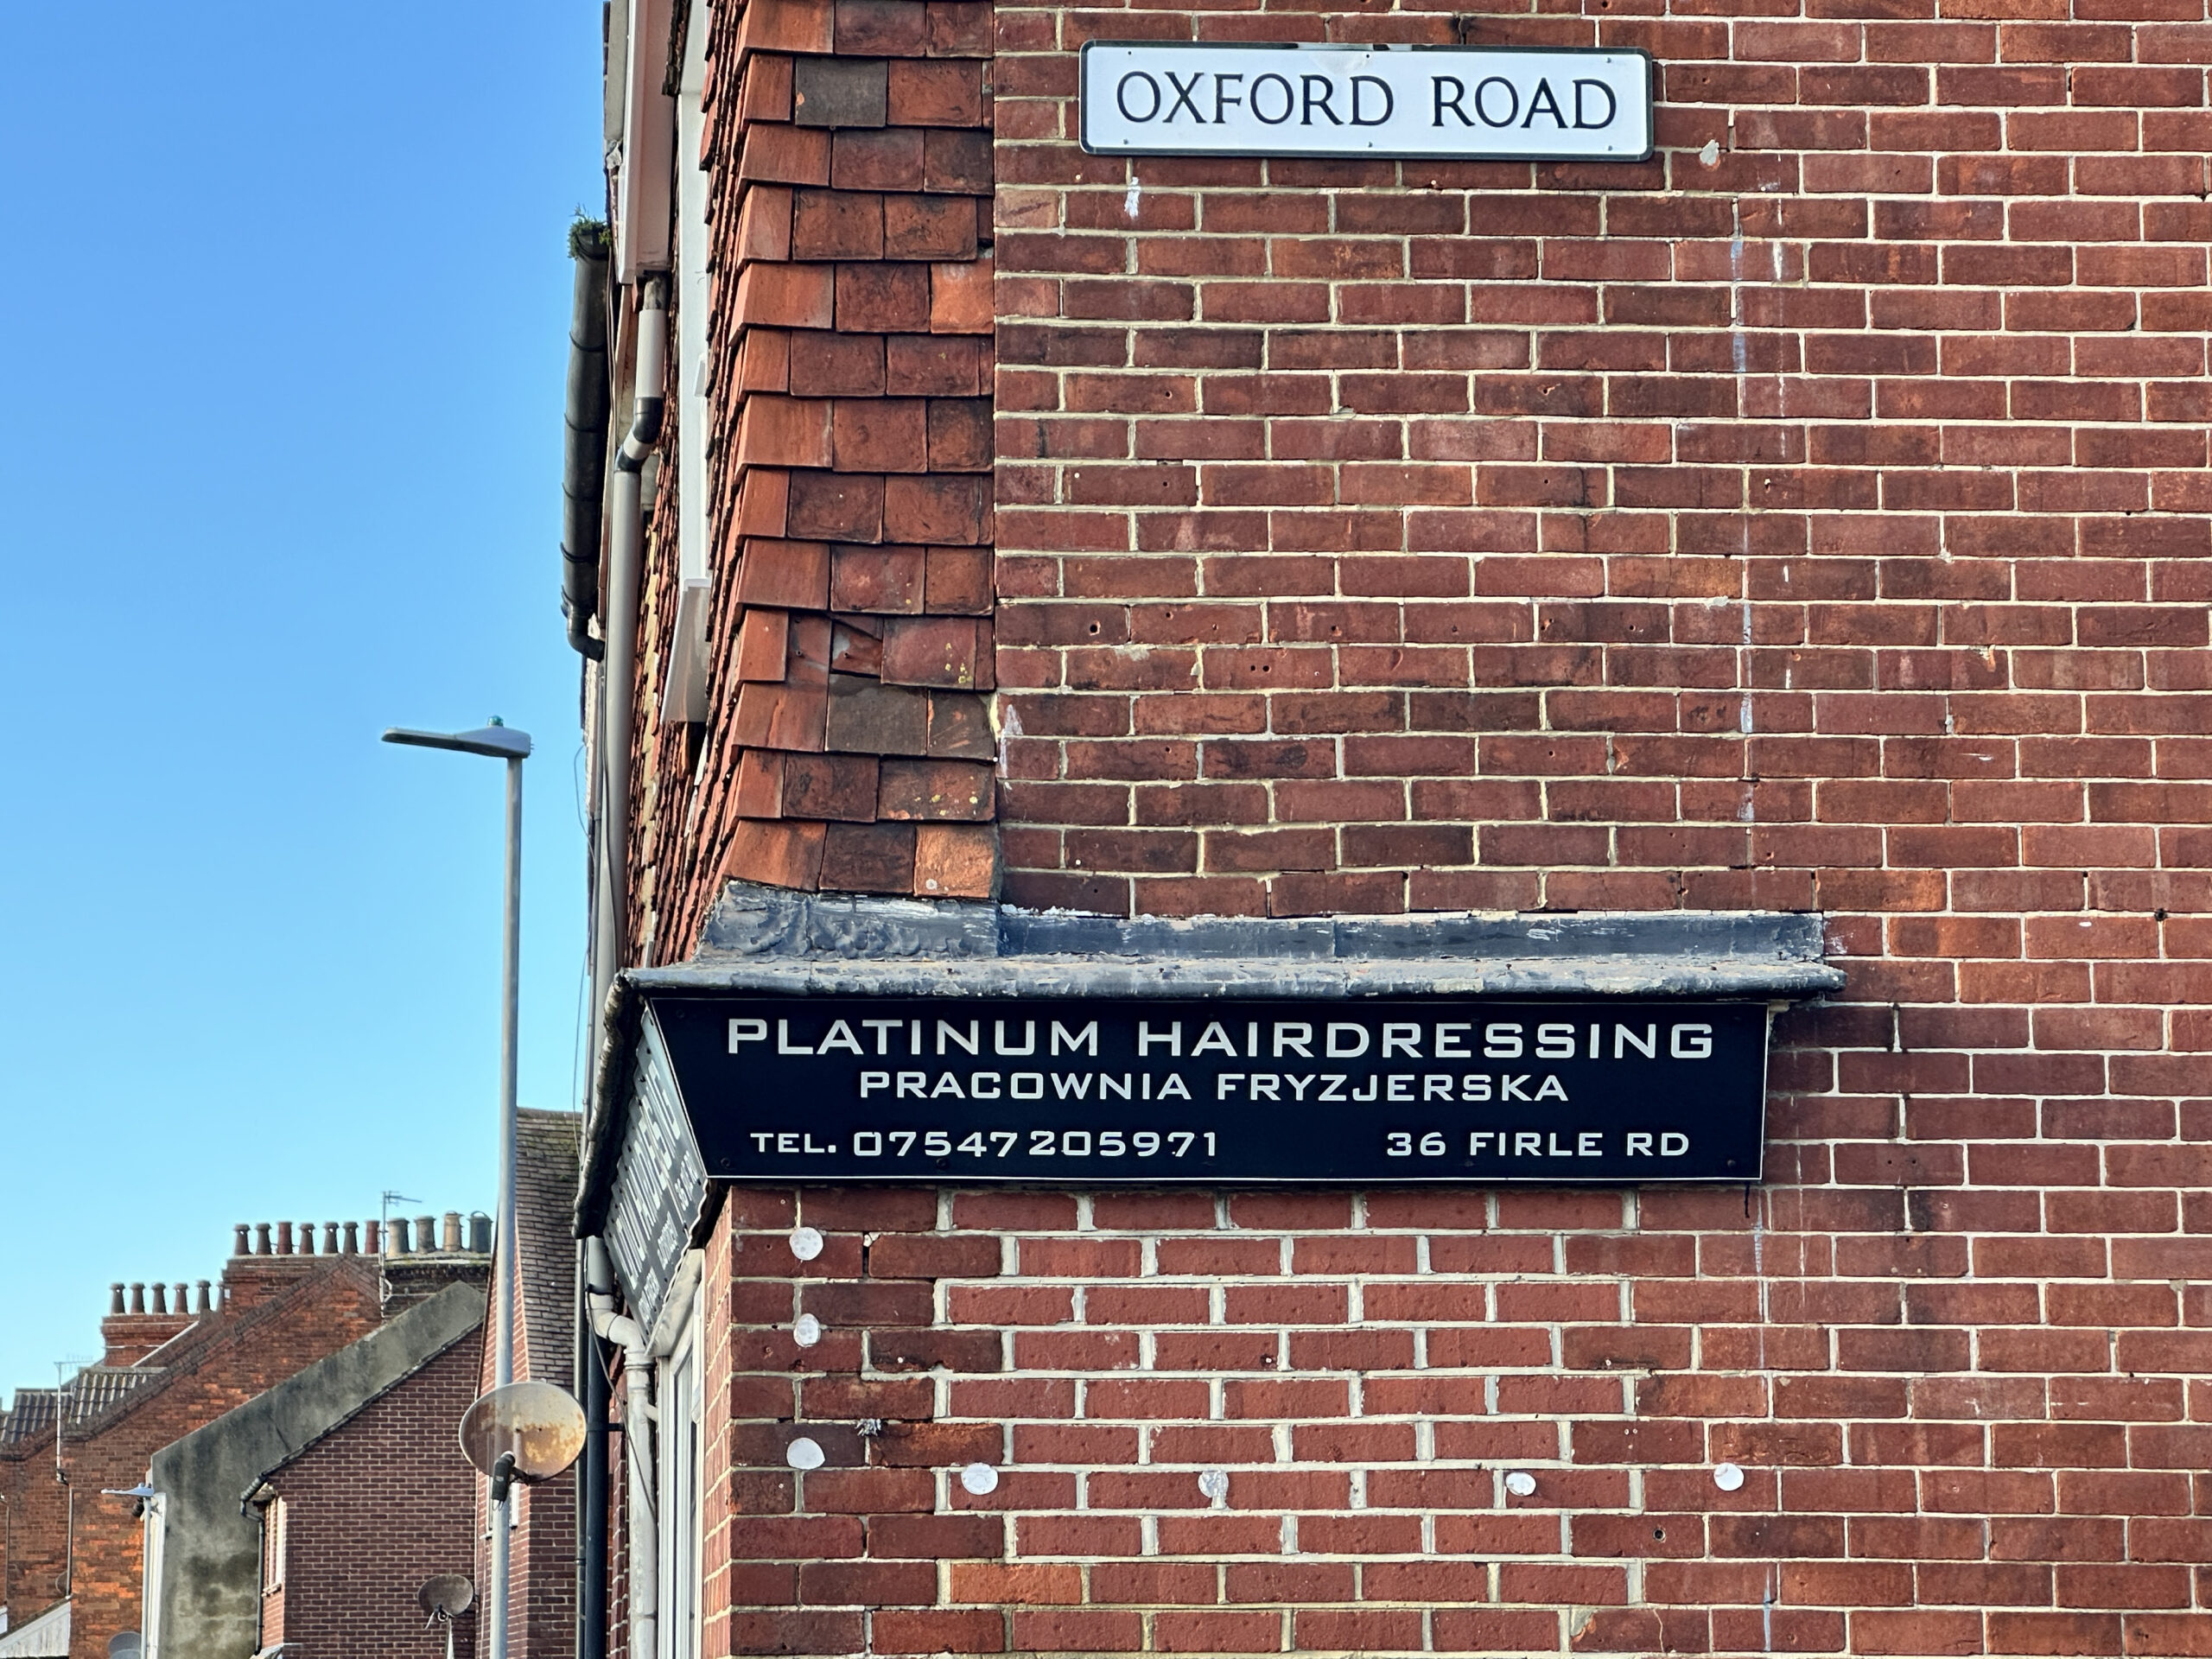 OXFORD ROAD
PLATINUM HAIRDRESSING
PRACOWNIA FRYZJERSKA
TEL. 07547205971 36 FIRLE RD